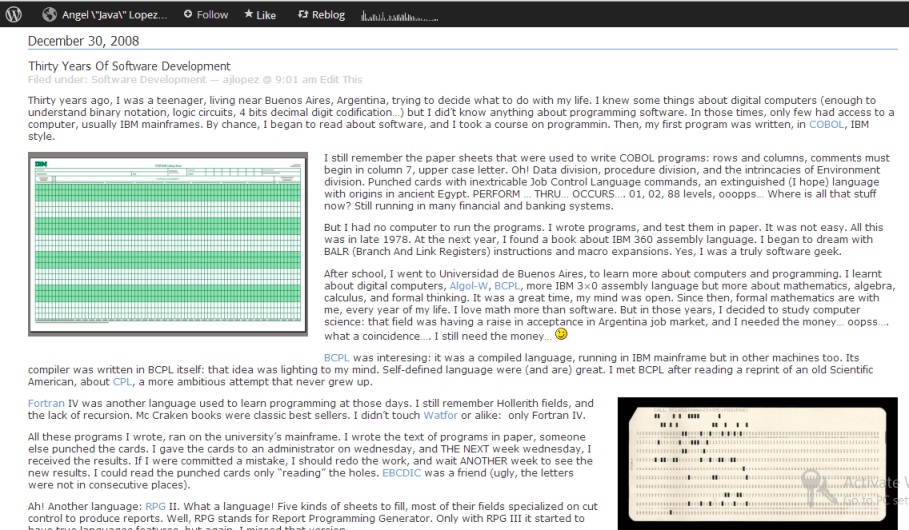 Angel \"Java\" Lopez... Follow Like Reblog
December 30, 2008
Thirty Years Of Software Development
Filed under: Software Development — ajlopez @ 9:01 am Edit This
Thirty years ago, I was a teenager, living near Buenos Aires, Argentina, trying to decide what to do with my life. I knew some things about digital computers (enough to
understand binary notation, logic circuits, 4 bits decimal digit codification…) but I didn't know anything about programming software. In those times, only few had access to a
computer, usually IBM mainframes. By chance, I began to read about software, and I took a course on programmin. Then, my first program was written, in COBOL, IBM
style.
IBM
I still remember the paper sheets that were used to write COBOL programs: rows and columns, comments must
begin in column 7, upper case letter. Oh! Data division, procedure division, and the intricacies of Environment
division. Punched cards with inextricable Job Control Language commands, an extinguished (I hope) language
with origins in ancient Egypt. PERFORM … THRU… OCCURS…. 01, 02, 88 levels, ooopps… Where is all that stuff
now? Still running in many financial and banking systems.
But I had no computer to run the programs. I wrote programs, and test them in paper. It was not easy. All this
was in late 1978. At the next year, I found a book about IBM 360 assembly language. I began to dream with
BALR (Branch And Link Registers) instructions and macro expansions. Yes, I was a truly software geek.
After school, I went to Universidad de Buenos Aires, to learn more about computers and programming. I learnt
about digital computers, Algol-W, BCPL, more IBM 3×0 assembly language but more about mathematics, algebra,
calculus, and formal thinking. It was a great time, my mind was open. Since then, formal mathematics are with
me, every year of my life. I love math more than software. But in those years, I decided to study computer
science: that field was having a raise in acceptance in Argentina job market, and I needed the money… oopss….
what a coincidence…. I still need the money…
BCPL was interesing: it was a compiled language, running in IBM mainframe but in other machines too. Its
compiler was written in BCPL itself: that idea was lighting to my mind. Self-defined language were (and are) great. I met BCPL after reading a reprint of an old Scientific
American, about CPL, a more ambitious attempt that never grew up.
Fortran IV was another language used to learn programming at those days. I still remember Hollerith fields, and
the lack of recursion. Mc Craken books were classic best sellers. I didn't touch Watfor or alike: only Fortran IV.
All these programs I wrote, ran on the university's mainframe. I wrote the text of programs in paper, someone
else punched the cards. I gave the cards to an administrator on wednesday, and THE NEXT week wednesday, I
received the results. If I were committed a mistake, I should redo the work, and wait ANOTHER week to see the
new results. I could read the punched cards only "reading" the holes. EBCDIC was a friend (ugly, the letters
were not in consecutive places).
Activate W
Go to PC set
Ah! Another language: RPG II. What a language! Five kinds of sheets to fill, most of their fields specialized on cut
control to produce reports. Well, RPG stands for Report Programming Generator. Only with RPG III it started to
have true languages features, but again, I missed that version.